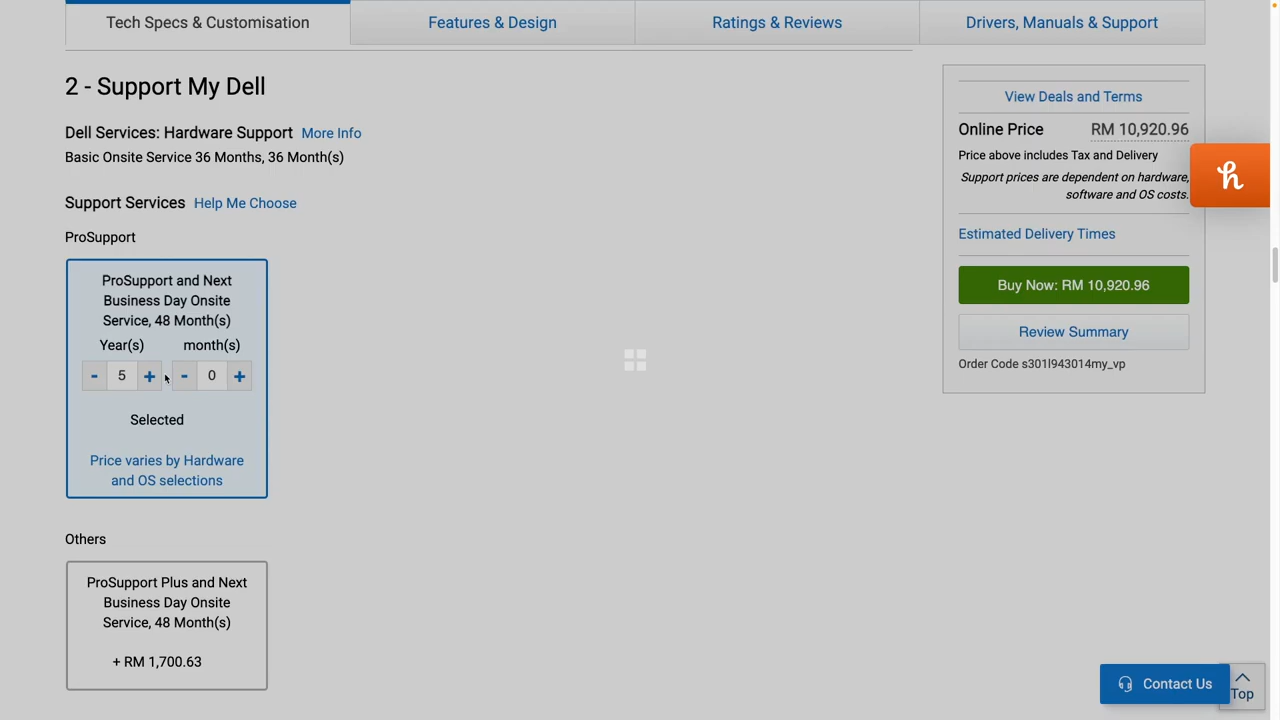 Tech Specs & Customisation
Features & Design
Ratings & Reviews
Drivers, Manuals & Support
2 - Support My Dell
Dell Services: Hardware Support More Info
Basic Onsite Service 36 Months, 36 Month(s)
Support Services Help Me Choose
ProSupport
ProSupport and Next
Business Day Onsite
Service, 48 Month(s)
Year(s) month(s)
- 5 + - 0 +
Selected
Price varies by Hardware
and OS selections
Others
ProSupport Plus and Next
Business Day Onsite
Service, 48 Month(s)
+ RM 1,700.63
View Deals and Terms
Online Price RM 10,920.96
Price above includes Tax and Delivery
Support prices are dependent on hardware,
software and OS costs.
Estimated Delivery Times
Buy Now: RM 10,920.96
Review Summary
Order Code s301l943014my_vp
h
Contact Us
Top